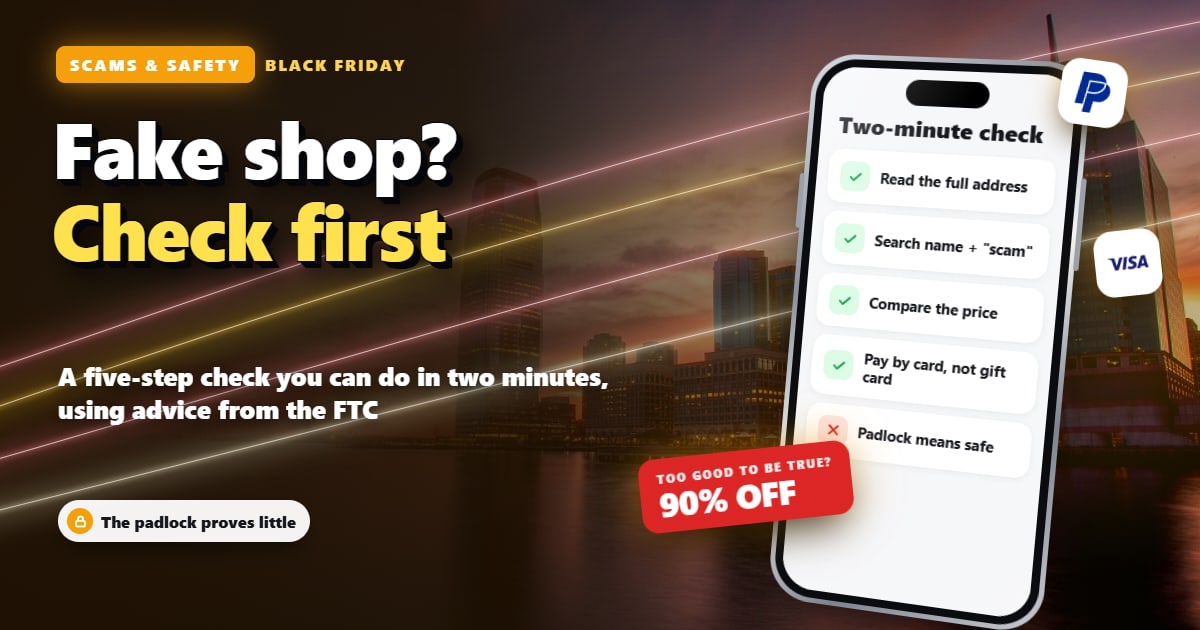 SCAMS & SAFETY BLACK FRIDAY
Fake shop?
Check first
A five-step check you can do in two minutes,
using advice from the FTC
The padlock proves little
Two-minute check
Read the full address
Search name + "scam"
Compare the price
Pay by card, not gift
card
Padlock means safe
TOO GOOD TO BE TRUE?
90% OFF
VISA